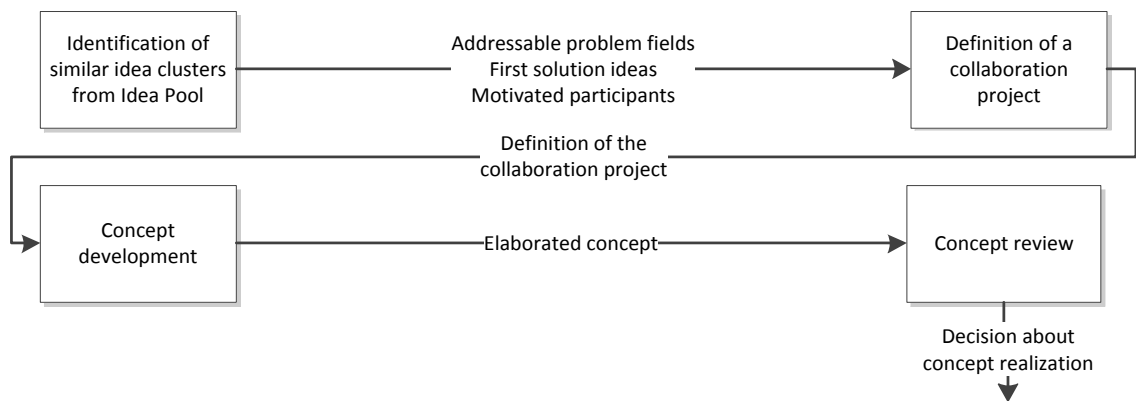 Identification of
similar idea clusters
from Idea Pool
Addressable problem fields
First solution ideas
Motivated participants
Definition of a
collaboration
project
Definition of the
collaboration project
Concept
development
Elaborated concept
Concept review
Decision about
concept realization